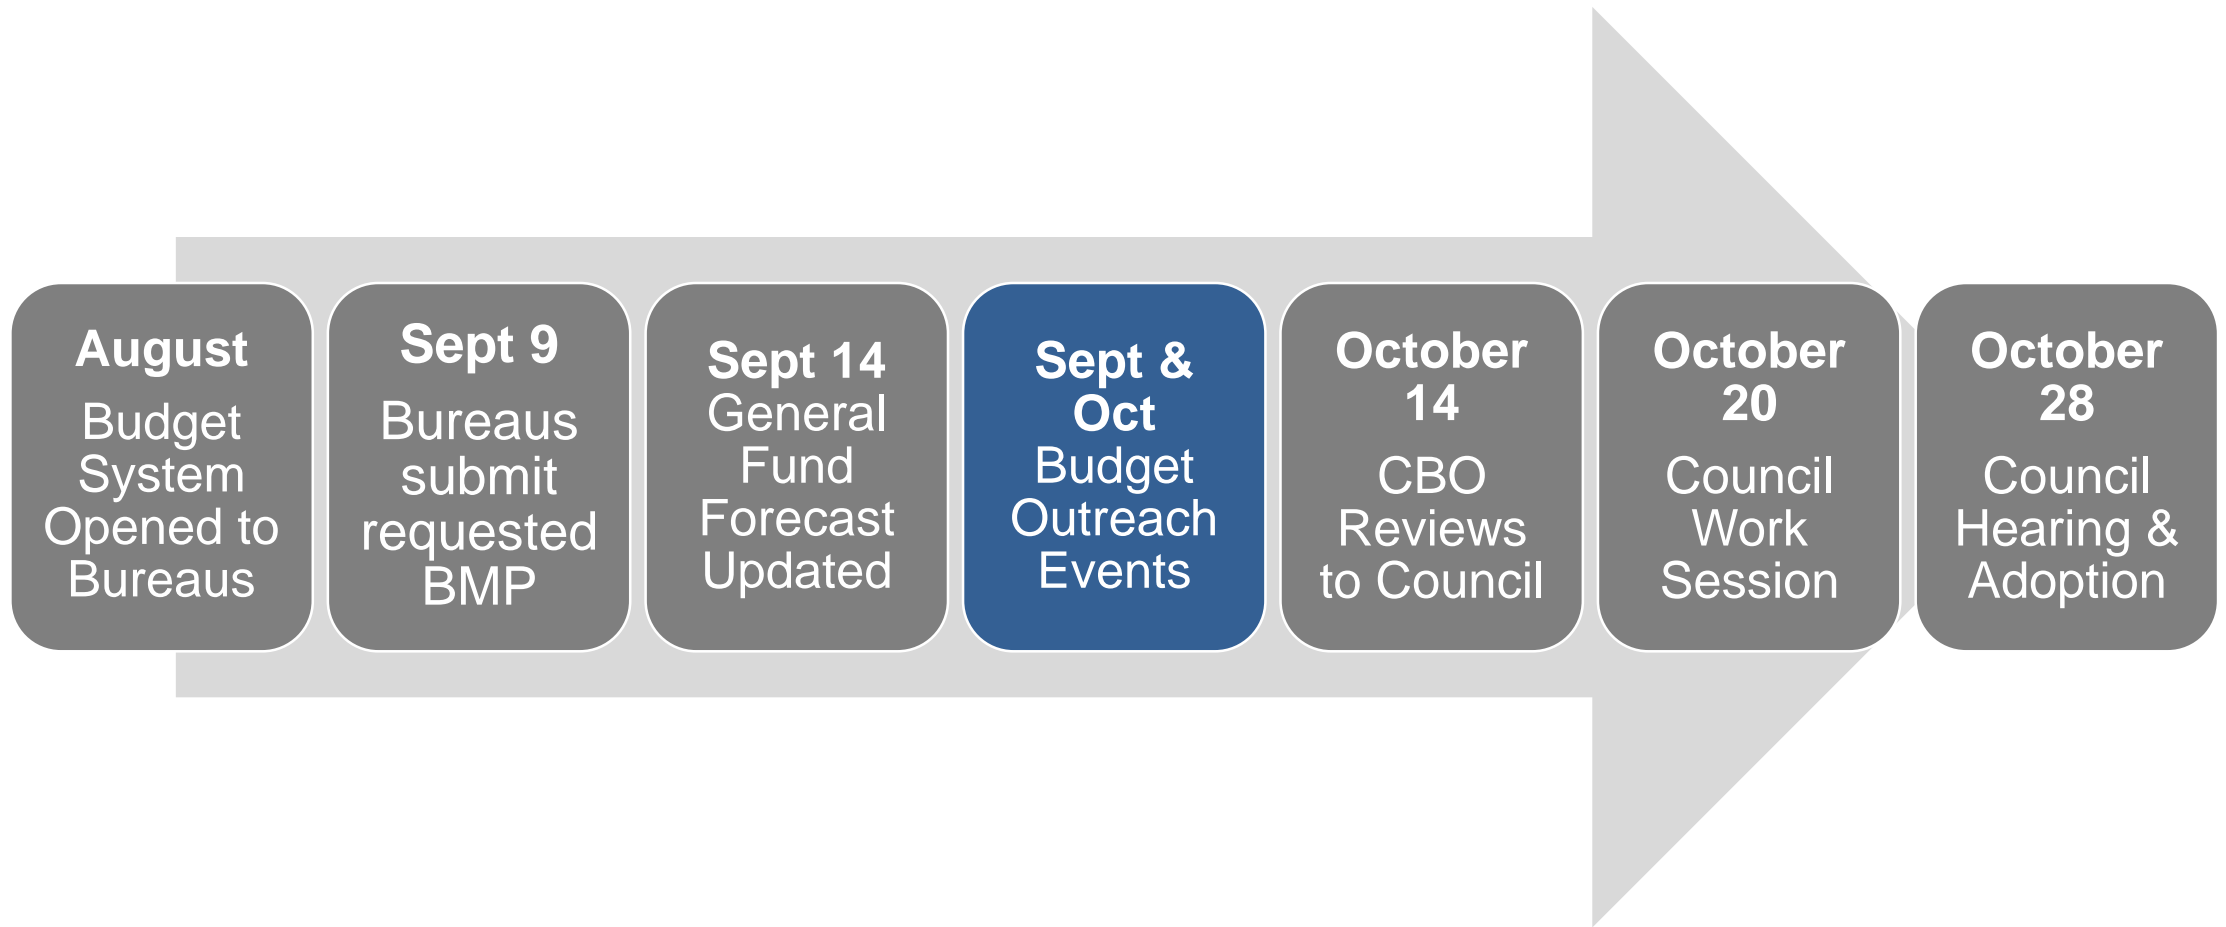 August
Budget
System
Opened to
Bureaus
Sept 9
Bureaus
submit
requested
BMP
Sept 14
General
Fund
Forecast
Updated
Sept &
Oct
Budget
Outreach
Events
October
14
CBO
Reviews
to Council
October
20
Council
Work
Session
October
28
Council
Hearing &
Adoption